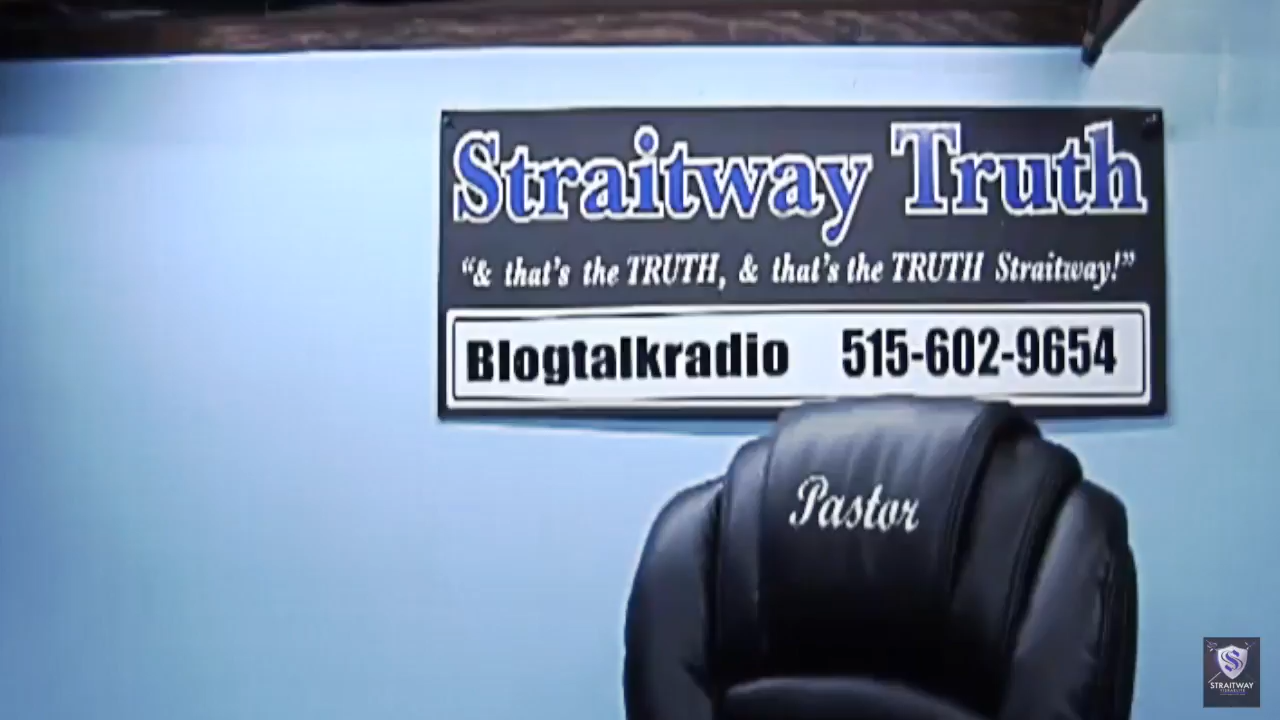 Straitway Truth
“& that's the TRUTH, & that's the TRUTH Straitway!”
Blogtalkradio 515-602-9654
Pastor
STRAITWAY